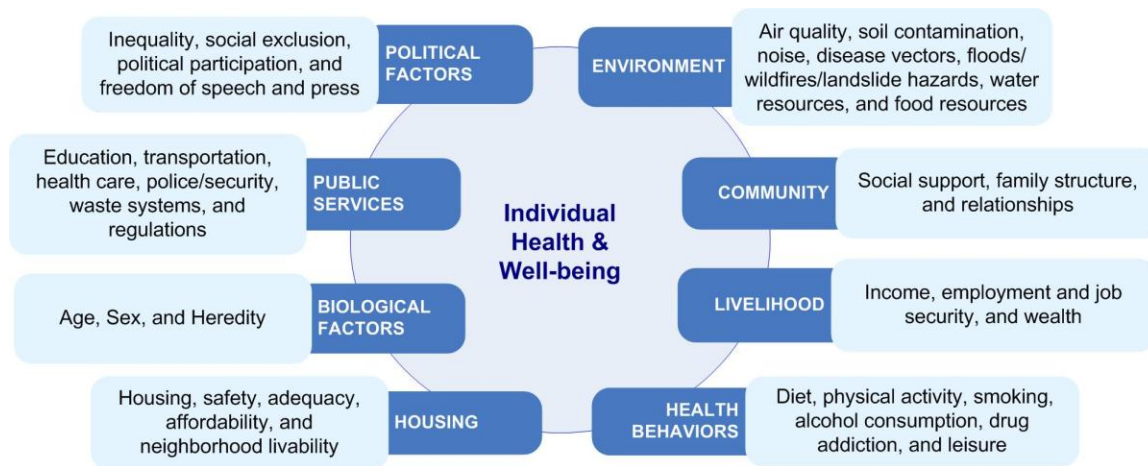 Inequality, social exclusion,
political participation, and
freedom of speech and press
POLITICAL
FACTORS
ENVIRONMENT
Air quality, soil contamination,
noise, disease vectors, floods/
wildfires/landslide hazards, water
resources, and food resources
Education, transportation,
health care, police/security,
waste systems, and
regulations
PUBLIC
SERVICES
COMMUNITY
Social support, family structure,
and relationships
Individual
Health &
Well-being
Age, Sex, and Heredity
BIOLOGICAL
FACTORS
LIVELIHOOD
Income, employment and job
security, and wealth
Housing, safety, adequacy,
affordability, and
neighborhood livability
HOUSING
HEALTH
BEHAVIORS
Diet, physical activity, smoking,
alcohol consumption, drug
addiction, and leisure